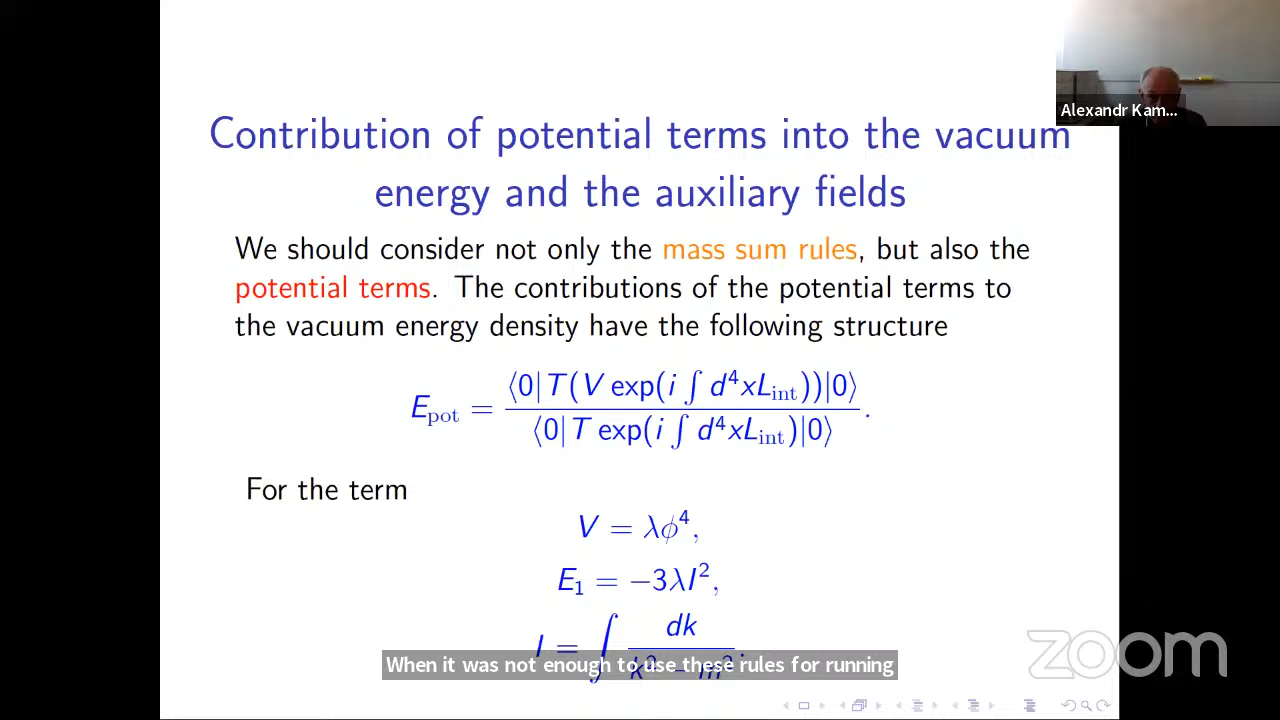 Alexandr Kam...
Contribution of potential terms into the vacuum
energy and the auxiliary fields
We should consider not only the mass sum rules, but also the
potential terms. The contributions of the potential terms to
the vacuum energy density have the following structure
E_pot = ⟨0|T(V exp(i ∫ d⁴xL_int))|0⟩ / ⟨0|T exp(i ∫ d⁴xL_int)|0⟩ .
For the term
V = λϕ⁴,
E₁ = −3λI²,
I = ∫ dk / k² − m² .
When it was not enough to use these rules for running
zoom